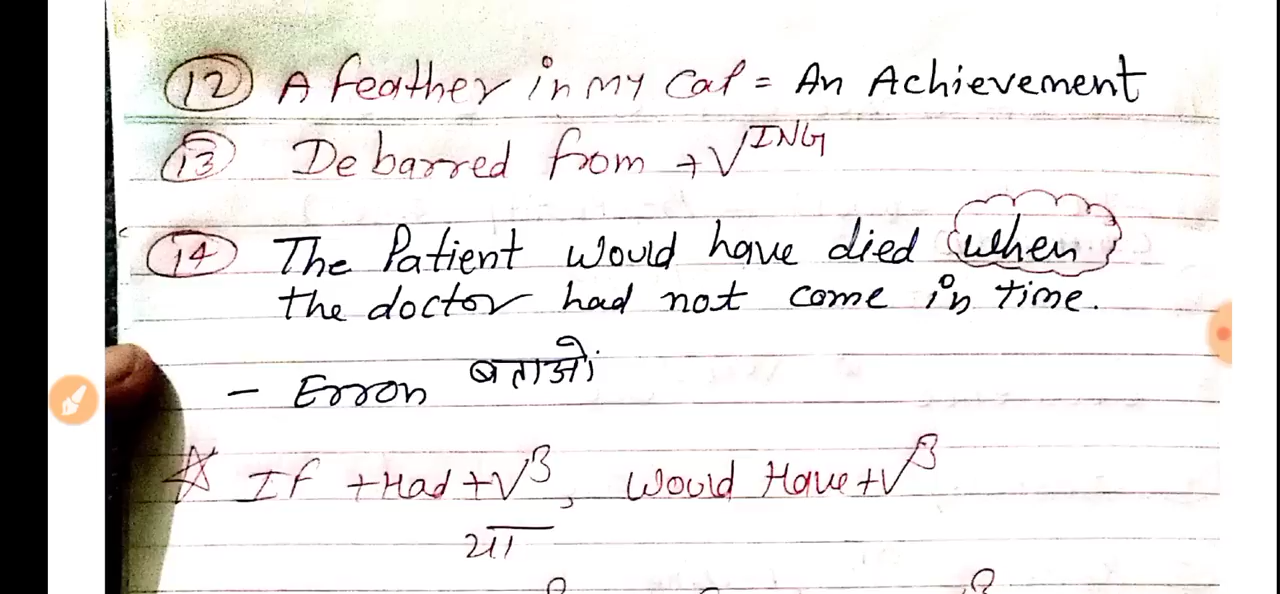 12 A feather in my Cap = An Achievement
13 Debarred from + V^ING
14 The Patient would have died when
the doctor had not come in time.
- Error बताओं
☆ If + Had + V^3, Would Have + V^3
या